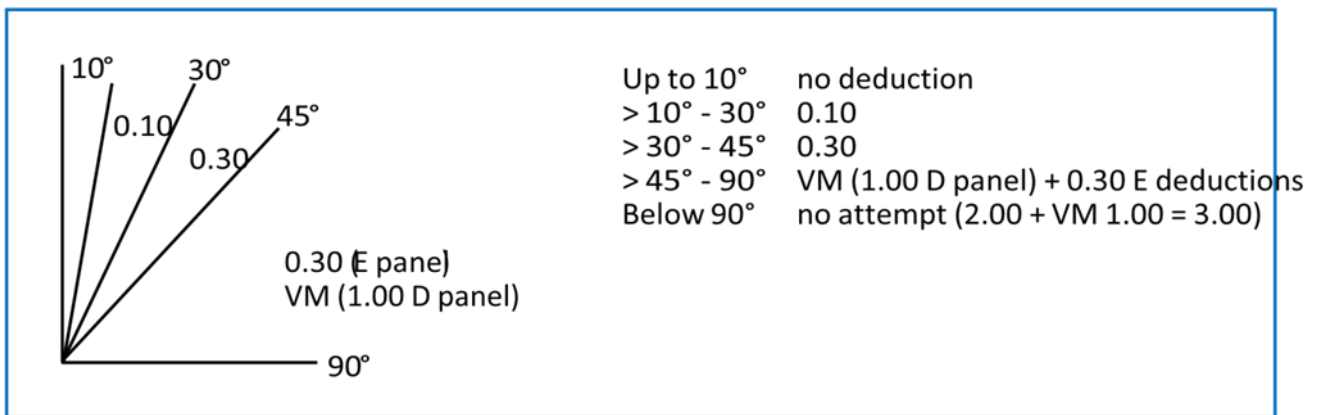 10°
30°
45°
0.10
0.30
0.30 (E panel)
VM (1.00 D panel)
90°
Up to 10° no deduction
> 10° - 30° 0.10
> 30° - 45° 0.30
> 45° - 90° VM (1.00 D panel) + 0.30 E deductions
Below 90° no attempt (2.00 + VM 1.00 = 3.00)